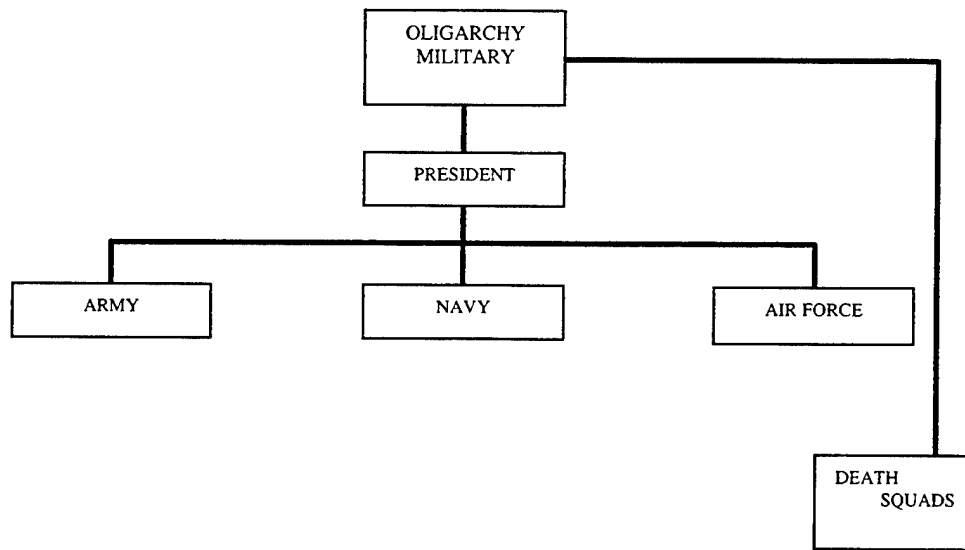 OLIGARCHY
MILITARY
PRESIDENT
ARMY
NAVY
AIR FORCE
DEATH
SQUADS